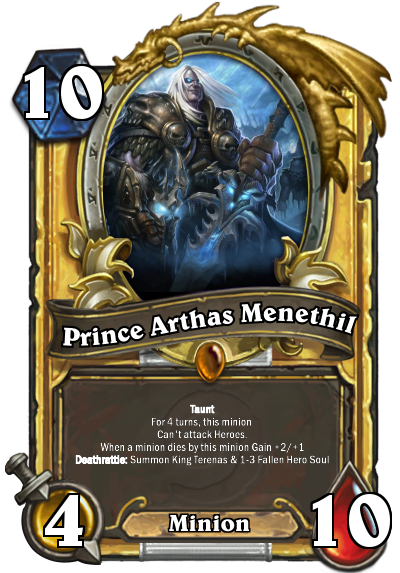 10
Prince Arthas Menethil
Taunt
For 4 turns, this minion
Can't attack Heroes.
When a minion dies by this minion Gain +2/+1
Deathrattle: Summon King Terenas & 1-3 Fallen Hero Soul
4
Minion
10